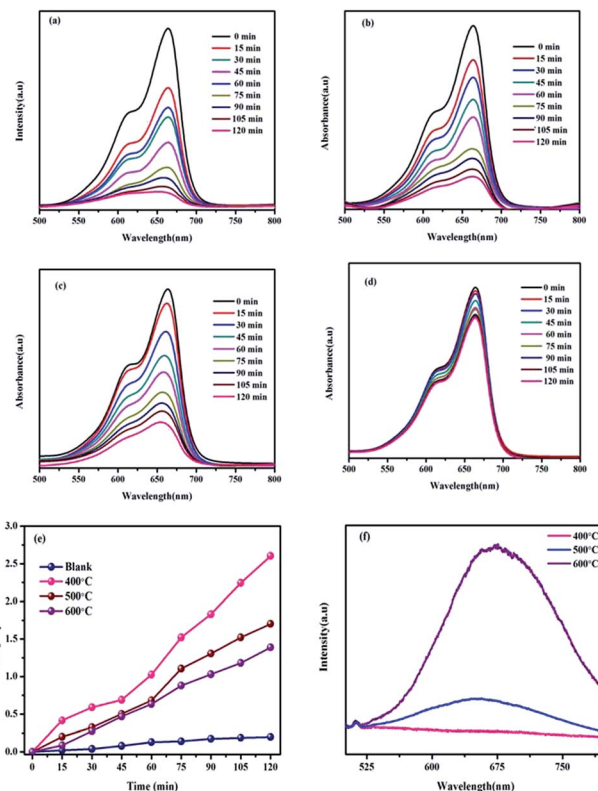 (a)
0 min
15 min
30 min
45 min
60 min
75 min
90 min
105 min
120 min
Intensity(a.u)
500 550 600 650 700 750 800
Wavelength(nm)
(b)
0 min
15 min
30 min
45 min
60 min
75 min
90 min
105 min
120 min
Absorbance(a.u)
500 550 600 650 700 750 800
Wavelength(nm)
(c)
0 min
15 min
30 min
45 min
60 min
75 min
90 min
105 min
120 min
Absorbance(a.u)
500 550 600 650 700 750 800
Wavelength(nm)
(d)
0 min
15 min
30 min
45 min
60 min
75 min
90 min
105 min
120 min
Absorbance(a.u)
500 550 600 650 700 750 800
Wavelength(nm)
(e)
Blank
400°C
500°C
600°C
3.0
2.5
2.0
1.5
1.0
0.5
0.0
0 15 30 45 60 75 90 105 120
Time (min)
(f)
400°C
500°C
600°C
Intensity(a.u)
525 600 675 750
Wavelength(nm)